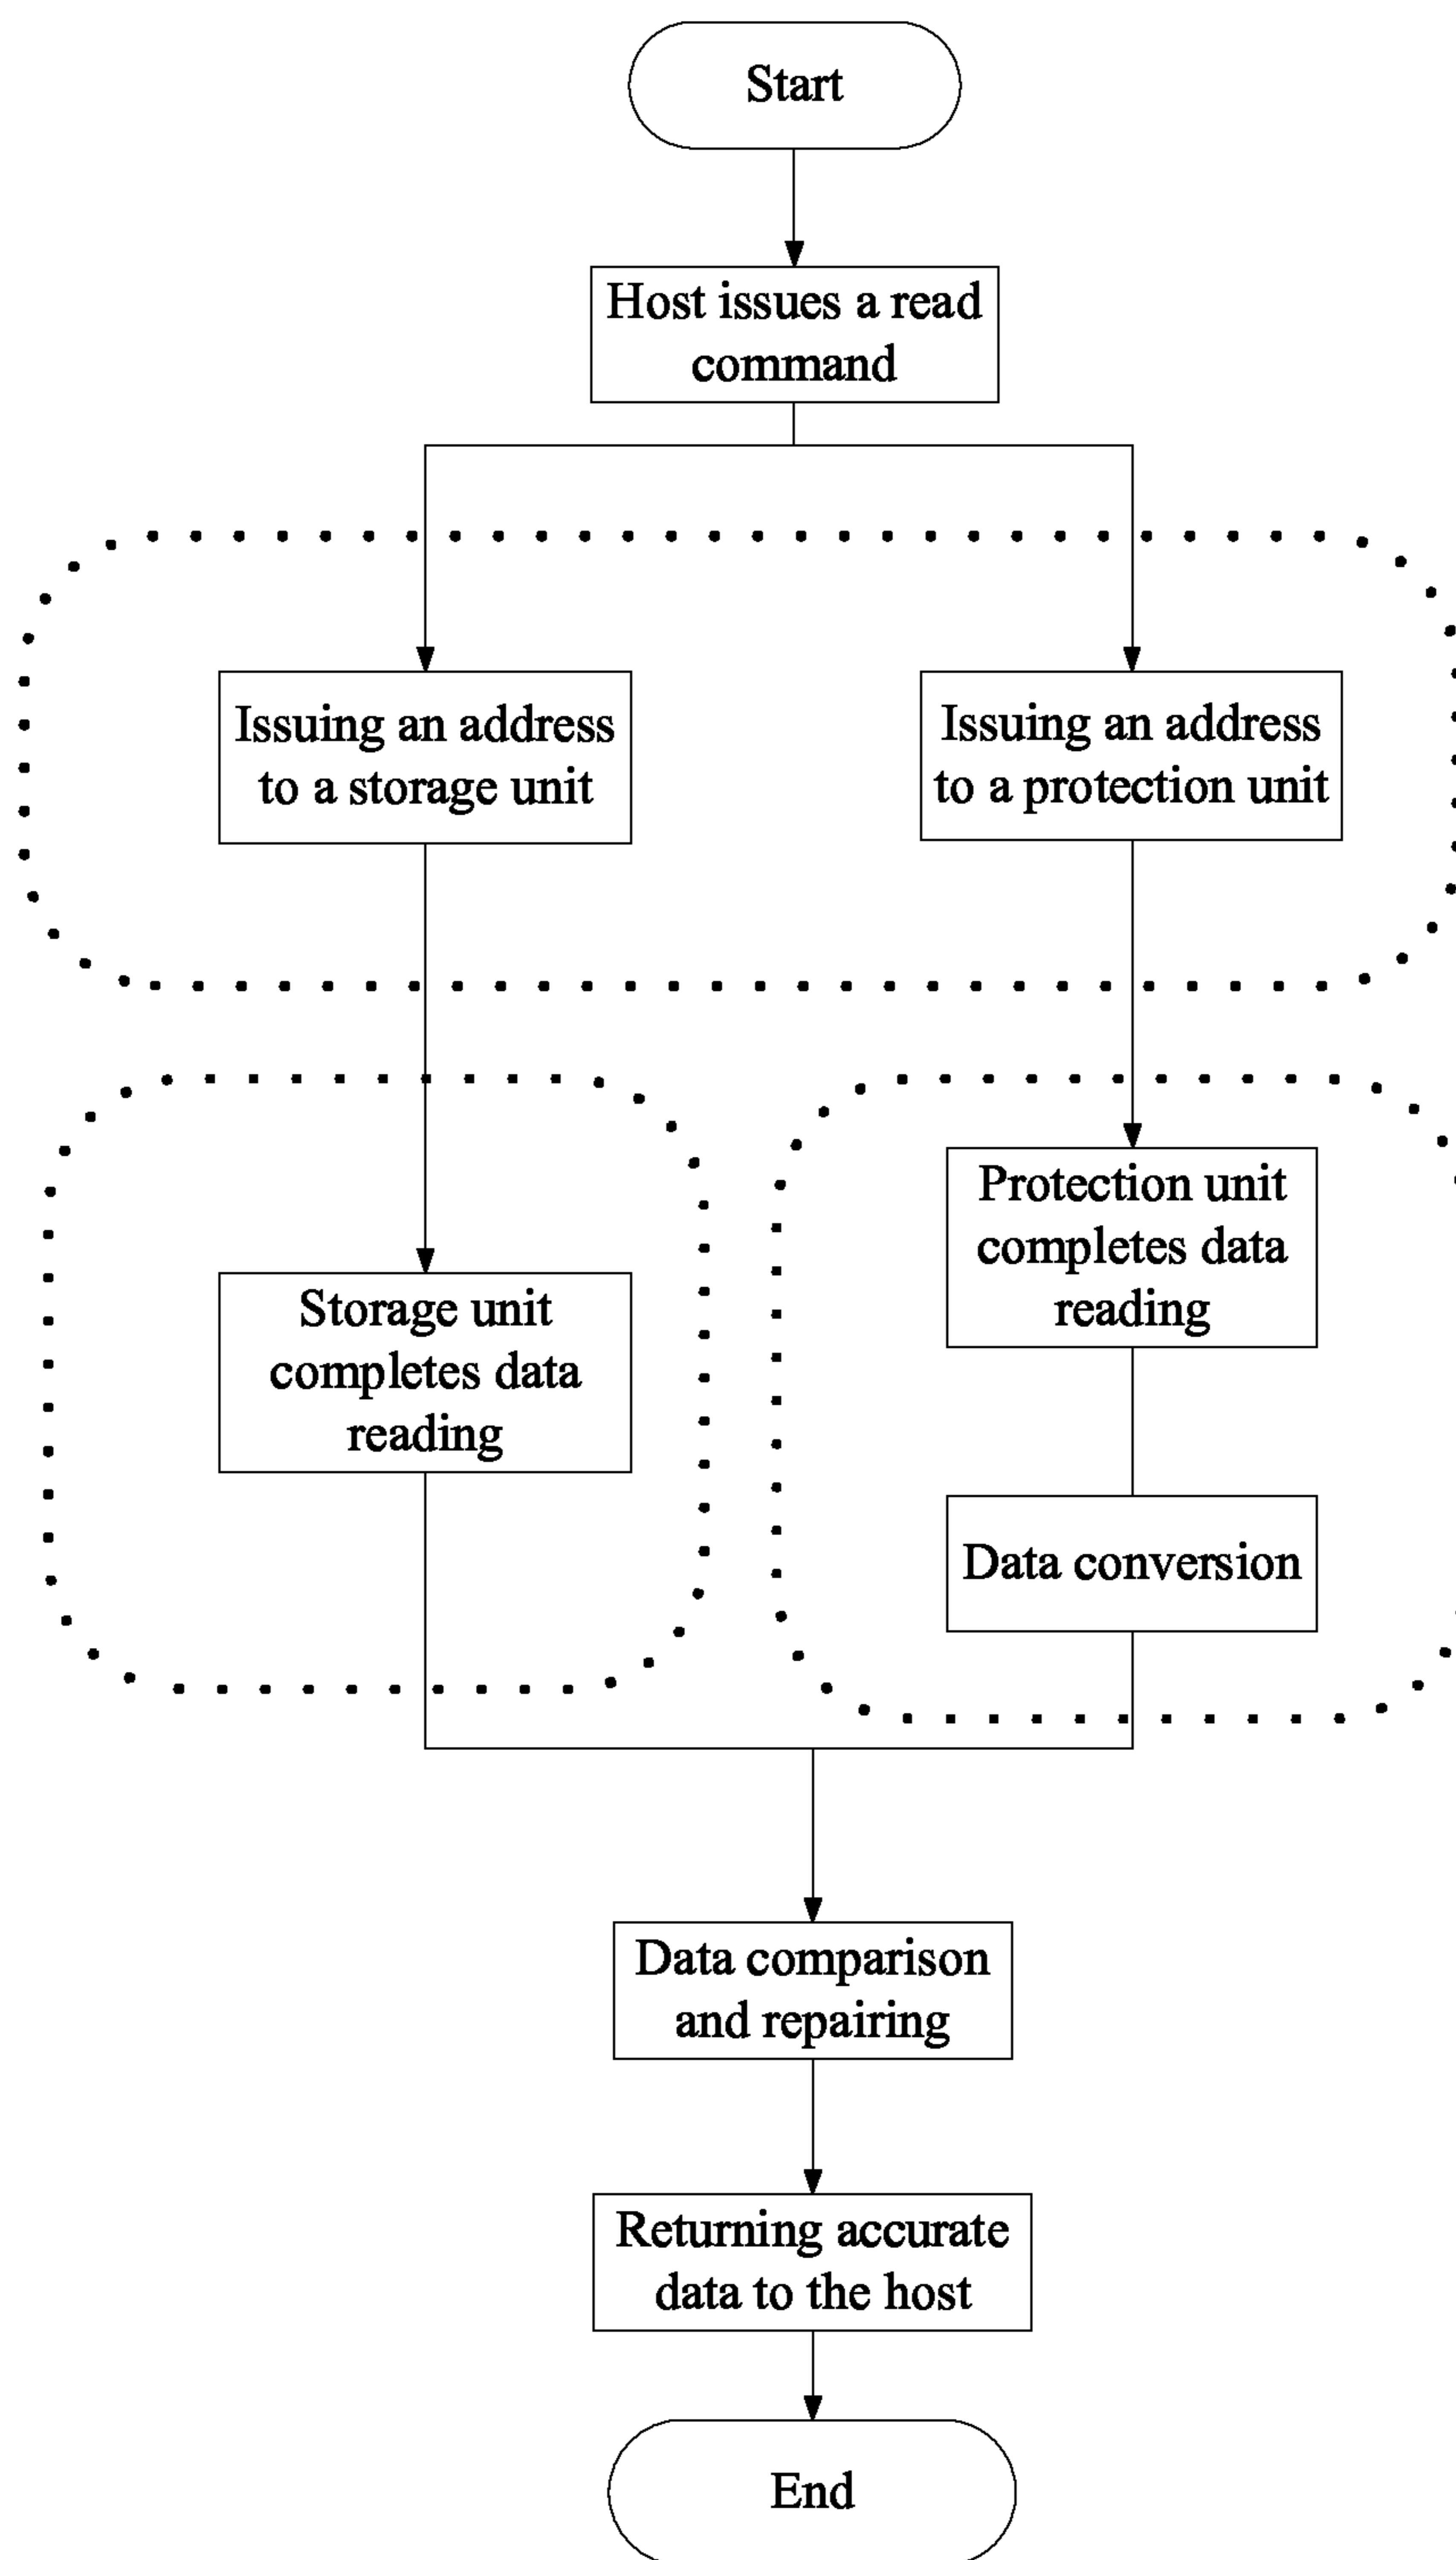 Start
Host issues a read
command
Issuing an address
to a storage unit
Issuing an address
to a protection unit
Storage unit
completes data
reading
Protection unit
completes data
reading
Data conversion
Data comparison
and repairing
Returning accurate
data to the host
End